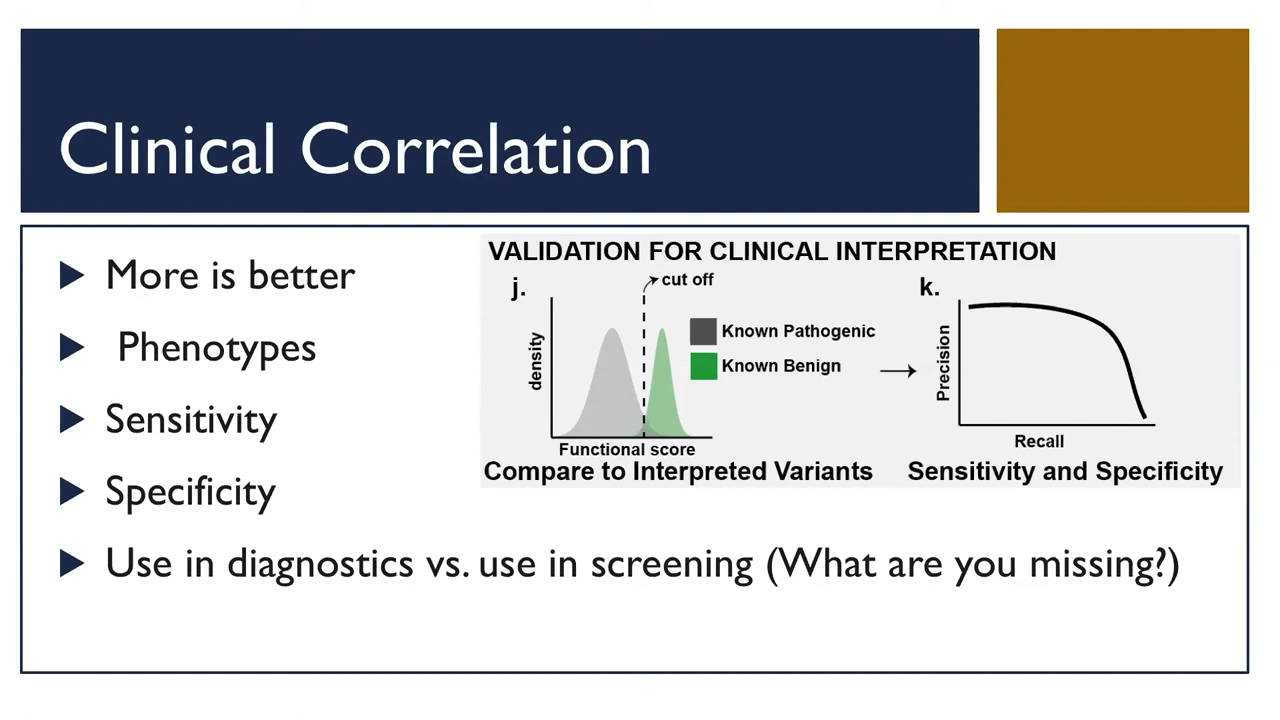 Clinical Correlation
More is better
Phenotypes
Sensitivity
Specificity
Use in diagnostics vs. use in screening (What are you missing?)
VALIDATION FOR CLINICAL INTERPRETATION
j.
cut off
density
Known Pathogenic
Known Benign
Functional score
Compare to Interpreted Variants
k.
Precision
Recall
Sensitivity and Specificity